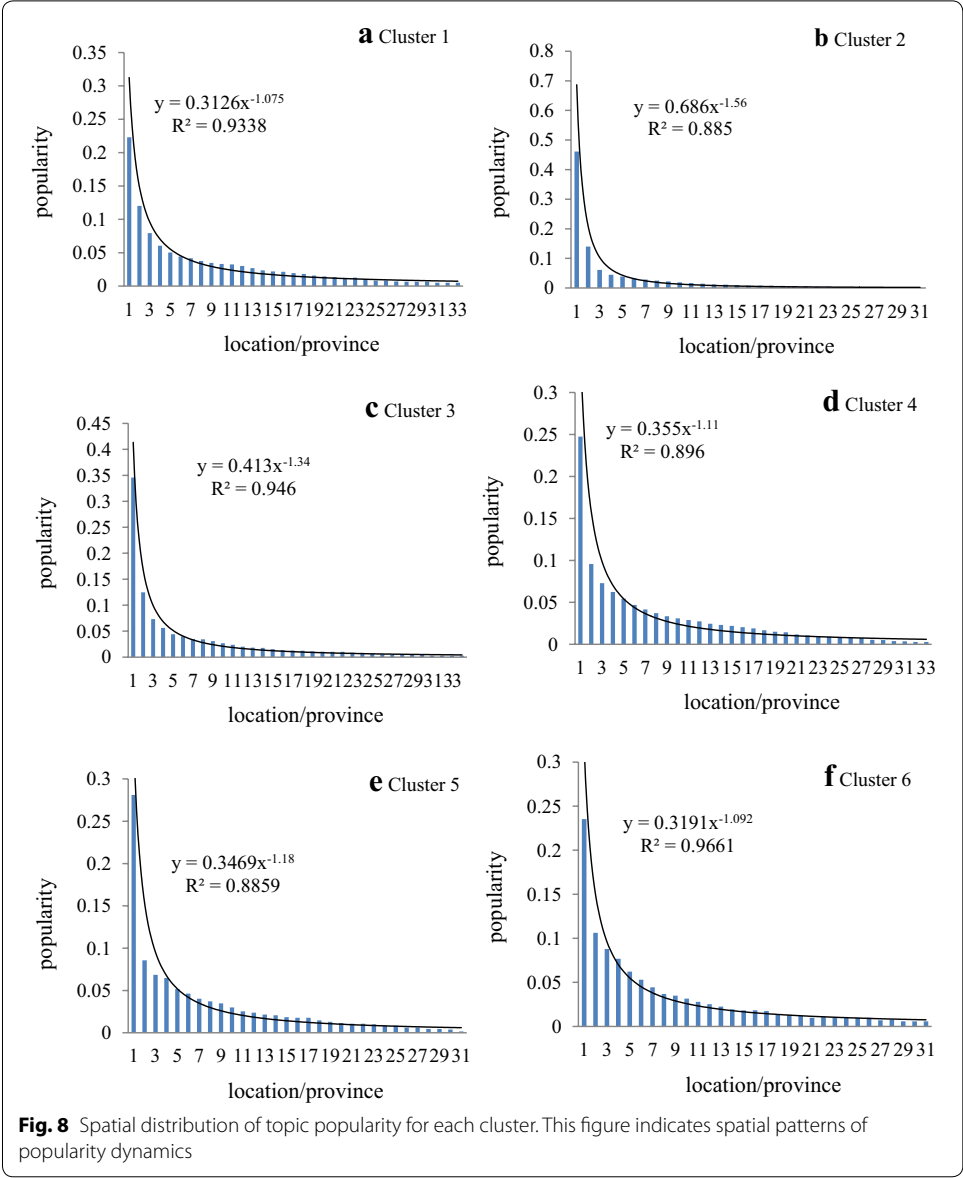 a Cluster 1
0.35
0.3
0.25
0.2
0.15
0.1
0.05
0
popularity
y = 0.3126x^-1.075
R² = 0.9338
1 3 5 7 9 11 13 15 17 19 21 23 25 27 29 31 33
location/province
b Cluster 2
0.8
0.7
0.6
0.5
0.4
0.3
0.2
0.1
0
popularity
y = 0.686x^-1.56
R² = 0.885
1 3 5 7 9 11 13 15 17 19 21 23 25 27 29 31
location/province
c Cluster 3
0.45
0.4
0.35
0.3
0.25
0.2
0.15
0.1
0.05
0
popularity
y = 0.413x^-1.34
R² = 0.946
1 3 5 7 9 11 13 15 17 19 21 23 25 27 29 31 33
location/province
d Cluster 4
0.3
0.25
0.2
0.15
0.1
0.05
0
popularity
y = 0.355x^-1.11
R² = 0.896
1 3 5 7 9 11 13 15 17 19 21 23 25 27 29 31 33
location/province
e Cluster 5
0.3
0.25
0.2
0.15
0.1
0.05
0
popularity
y = 0.3469x^-1.18
R² = 0.8859
1 3 5 7 9 11 13 15 17 19 21 23 25 27 29 31
location/province
f Cluster 6
0.3
0.25
0.2
0.15
0.1
0.05
0
popularity
y = 0.3191x^-1.092
R² = 0.9661
1 3 5 7 9 11 13 15 17 19 21 23 25 27 29 31
location/province
Fig. 8 Spatial distribution of topic popularity for each cluster. This figure indicates spatial patterns of
popularity dynamics